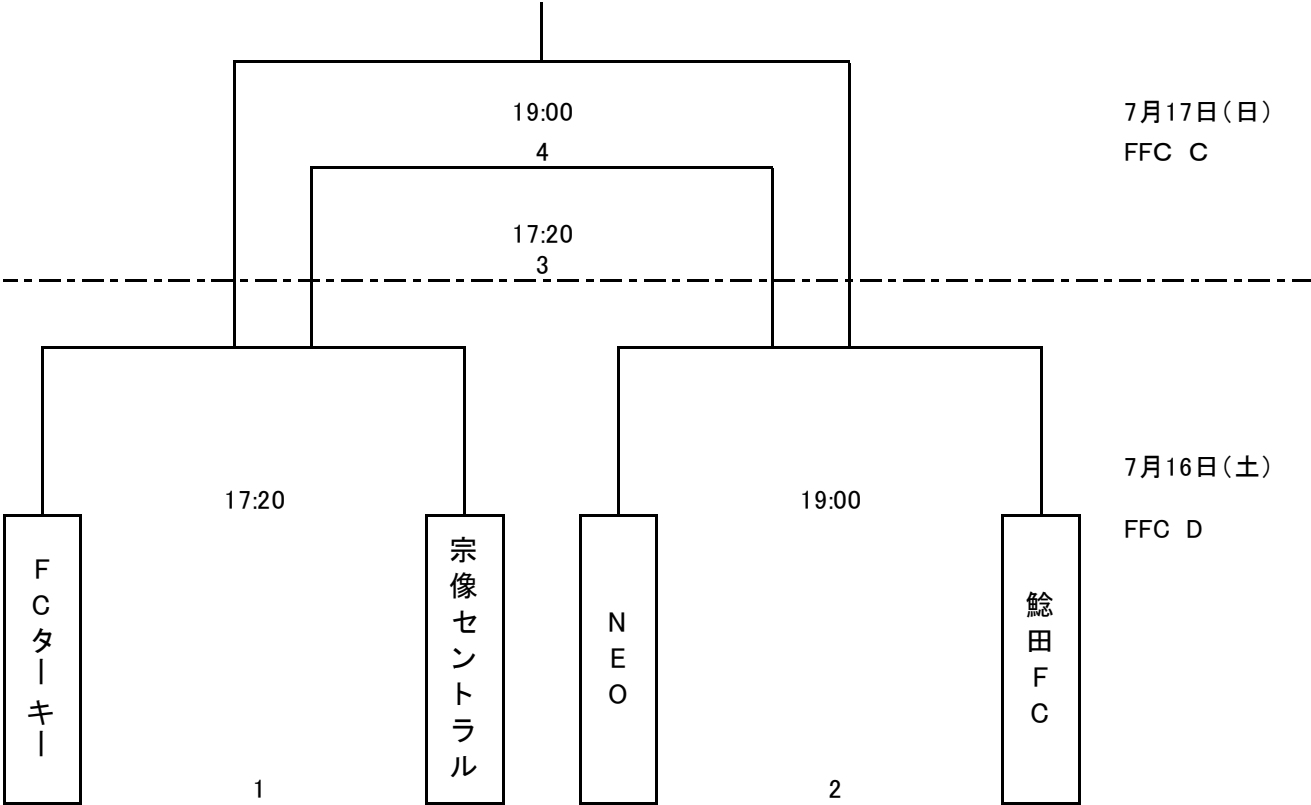 19:00
7月17日（日）
4
FFC C
17:20
3
7月16日（土）
17:20
19:00
FFC D
FCターキー
宗像セントラル
NEO
鯰田FC
1
2